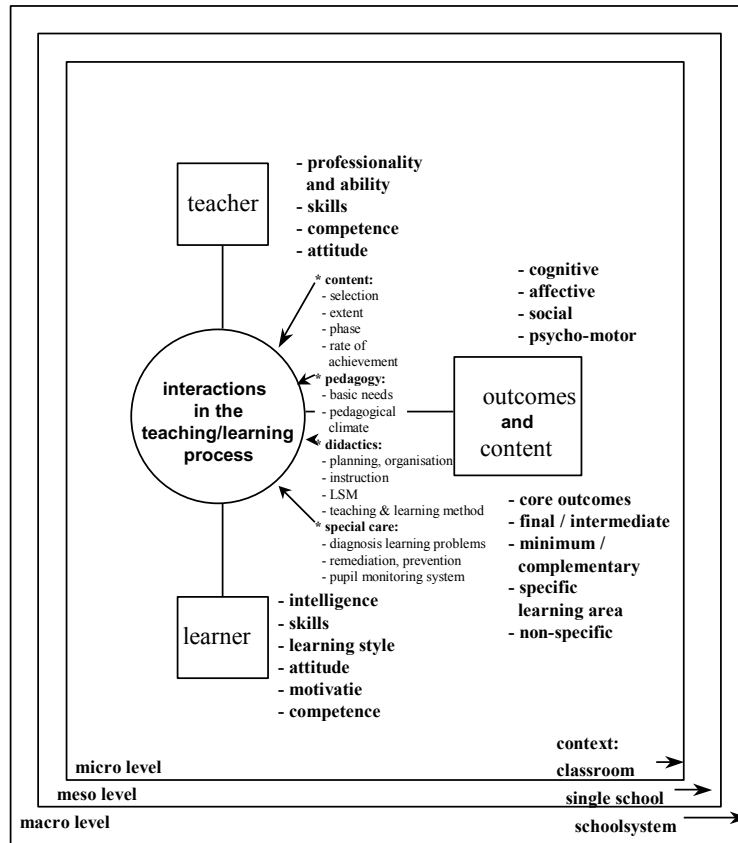 teacher
- professionality
and ability
- skills
- competence
- attitude
* content:
- selection
- extent
- phase
- rate of
achievement
* pedagogy:
- basic needs
- pedagogical
climate
* didactics:
- planning, organisation
- instruction
- LSM
- teaching & learning method
* special care:
- diagnosis learning problems
- remediation, prevention
- pupil monitoring system
interactions
in the
teaching/learning
process
- cognitive
- affective
- social
- psycho-motor
outcomes
and
content
- core outcomes
- final / intermediate
- minimum /
complementary
- specific
learning area
- non-specific
learner
- intelligence
- skills
- learning style
- attitude
- motivatie
- competence
context:
micro level
classroom
meso level
single school
macro level
schoolsystem